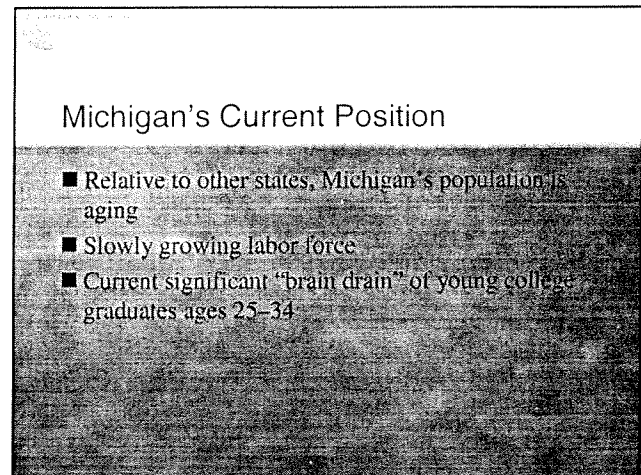 Michigan's Current Position
■ Relative to other states, Michigan's population is
aging
■ Slowly growing labor force
■ Current significant "brain drain" of young college
graduates ages 25–34